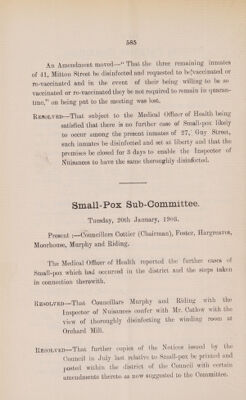 585
An Amendment moved—"That the three remaining inmates
of 41, Mitton Street be disinfected and requested to be vaccinated or
re-vaccinated and in the event of their being willing to be so
vaccinated or re-vaccinated they be not required to remain in quaran-
tine," on being put to the meeting was lost.
RESOLVED—That subject to the Medical Officer of Health being
satisfied that there is no further case of Small-pox likely
to occur among the present inmates of 27, Guy Street,
each inmates be disinfected and set at liberty and that the
premises be closed for 3 days to enable the Inspector of
Nuisances to have the same thoroughly disinfected.
Small-Pox Sub-Committee.
Tuesday, 20th January, 1903.
Present :—Councillors Cottier (Chairman), Foster, Hargreaves,
Moorhouse, Murphy and Riding.
The Medical Officer of Health reported the further cases of
Small-pox which had occurred in the district and the steps taken
in connection therewith.
RESOLVED—That Councillors Murphy and Riding with the
Inspector of Nuisances confer with Mr. Catlow with the
view of thoroughly disinfecting the winding room at
Orchard Mill.
RESOLVED—That further copies of the Notices issued by the
Council in July last relative to Small-pox be printed and
posted within the district of the Council with certain
amendments thereto as now suggested to the Committee.